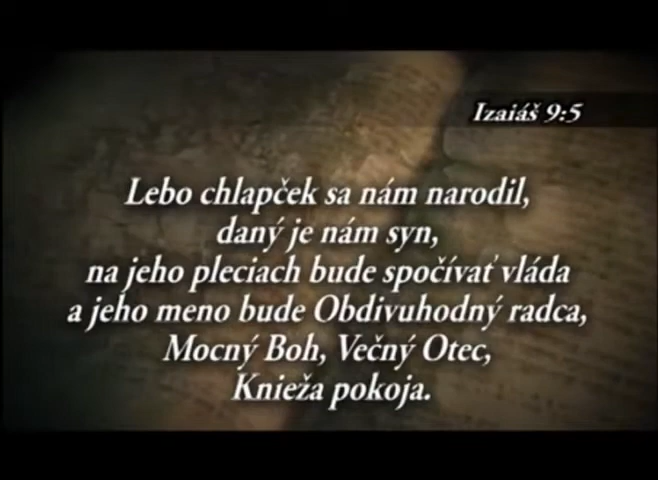 Izaiáš 9:5
Lebo chlapček sa nám narodil,
daný je nám syn,
na jeho pleciach bude spočívať vláda
a jeho meno bude Obdivuhodný radca,
Mocný Boh, Večný Otec,
Knieža pokoja.